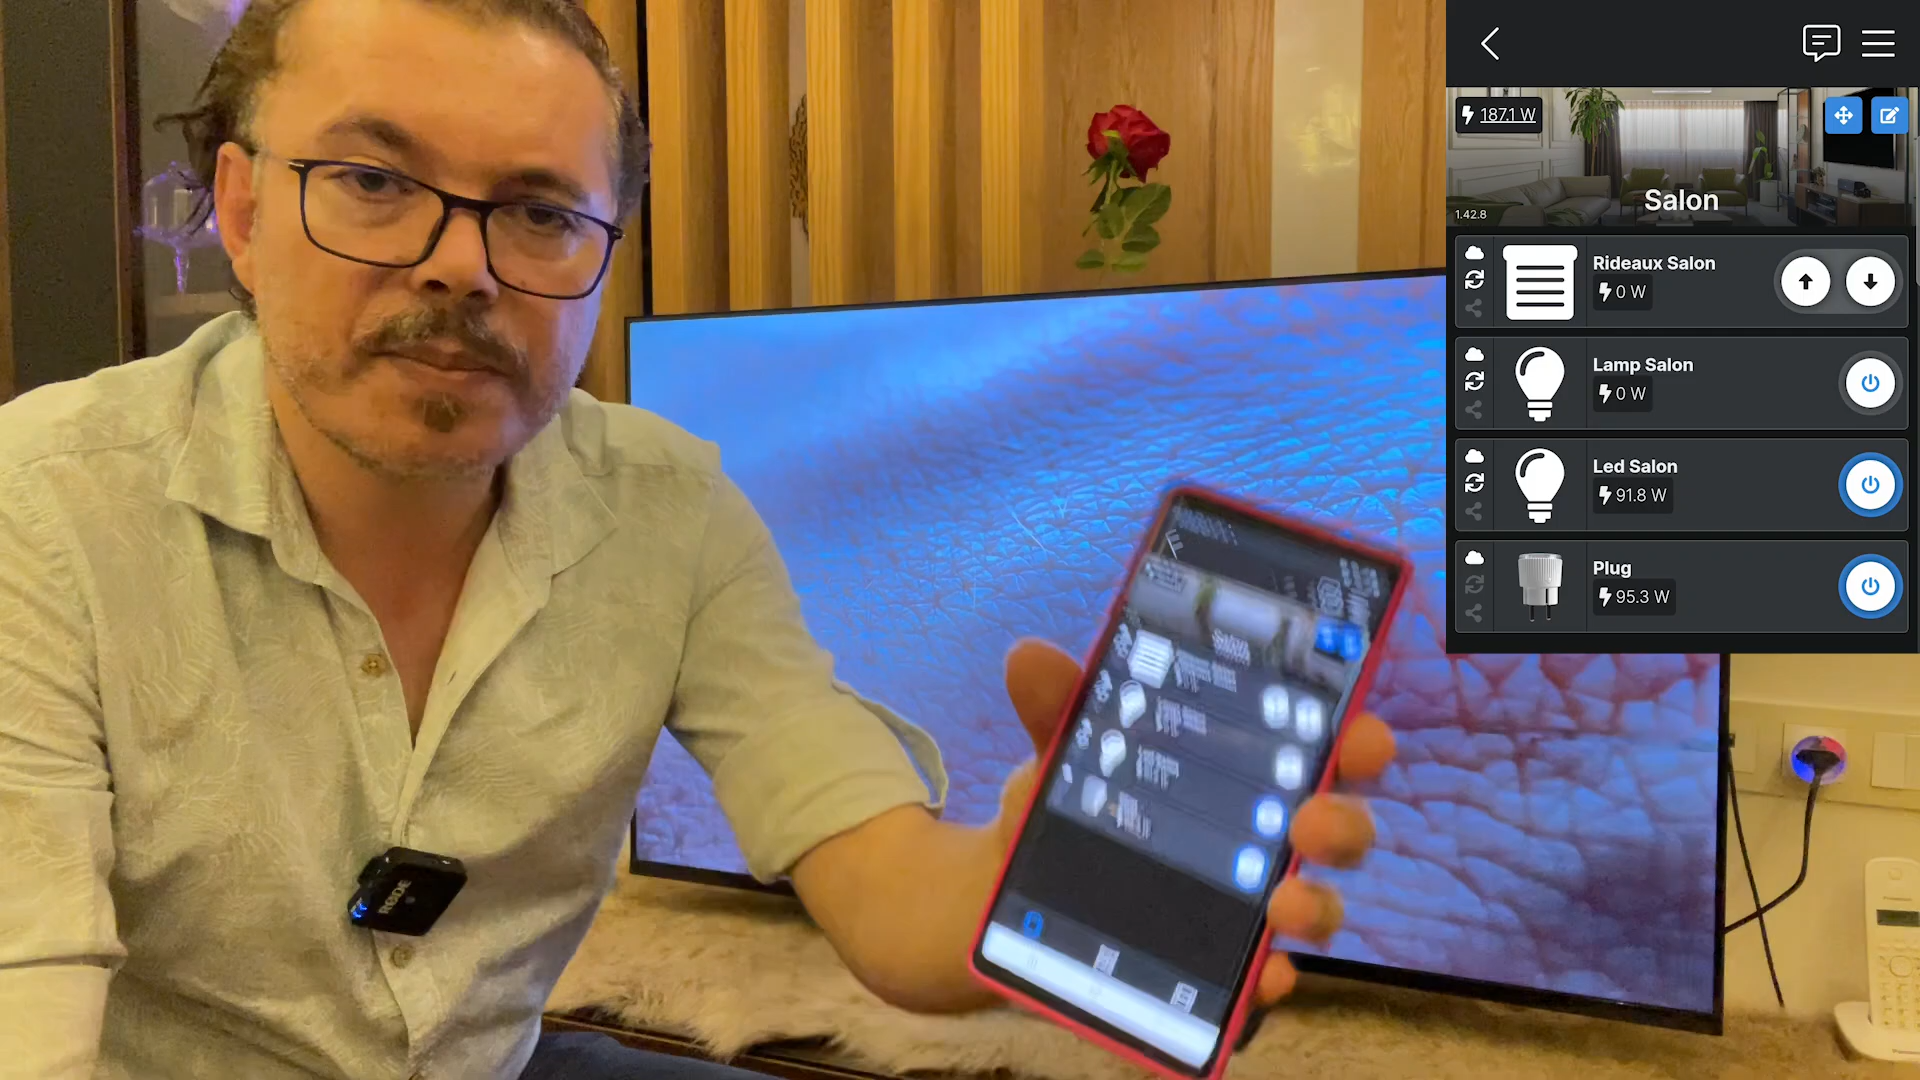 187.1 W
Salon
1.42.8
Rideaux Salon
0 W
Lamp Salon
0 W
Led Salon
91.8 W
Plug
95.3 W
RØDE